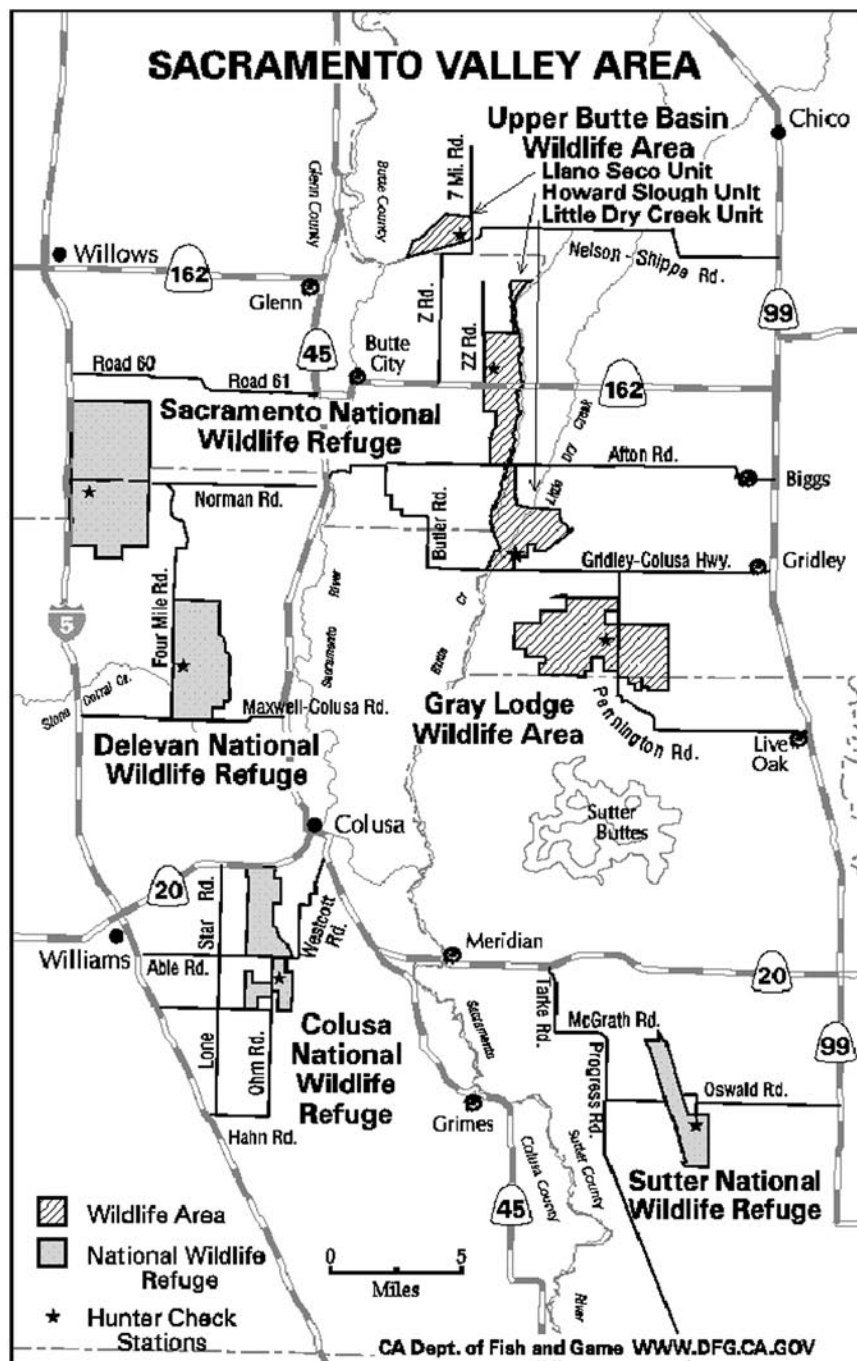 SACRAMENTO VALLEY AREA
Chico
Upper Butte Basin
Wildlife Area
Llano Seco Unit
Howard Slough Unit
Little Dry Creek Unit
7 Mi. Rd.
Glenn County
Butte County
Willows
162
Glenn
Nelson-Shippe Rd.
Z Rd.
ZZ Rd.
99
45
Butte
City
Road 60
Road 61
162
Sacramento National
Wildlife Refuge
Little Dry Creek
Afton Rd.
Biggs
Norman Rd.
Butler Rd.
Gridley-Colusa Hwy.
Gridley
5
Four Mile Rd.
Sacramento River
Butte Cr
Stone Corral Cr.
Maxwell-Colusa Rd.
Gray Lodge
Wildlife Area
Pennington Rd.
Delevan National
Wildlife Refuge
Live
Oak
Sutter
Buttes
Colusa
20
Lone Star Rd.
Westcott
Rd.
Williams
Able Rd.
Meridian
20
Tarke Rd.
McGrath Rd.
Sacramento
River
Colusa
National
Wildlife
Refuge
Ohm Rd.
Progress Rd.
99
Oswald Rd.
Hahn Rd.
Grimes
Colusa County
Sutter County
45
Sutter National
Wildlife Refuge
Wildlife Area
National Wildlife
Refuge
Hunter Check
Stations
0 5
Miles
CA Dept. of Fish and Game WWW.DFG.CA.GOV